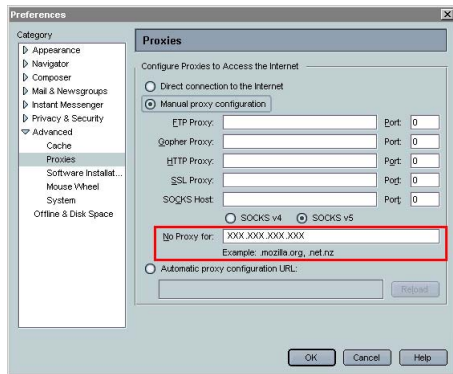 Preferences
Category
Appearance
Navigator
Composer
Mail & Newsgroups
Instant Messenger
Privacy & Security
Advanced
Cache
Proxies
Software Installat...
Mouse Wheel
System
Offline & Disk Space
Proxies
Configure Proxies to Access the Internet
Direct connection to the Internet
Manual proxy configuration
FTP Proxy: Port: 0
Gopher Proxy: Port: 0
HTTP Proxy: Port: 0
SSL Proxy: Port: 0
SOCKS Host: Port: 0
SOCKS v4 SOCKS v5
No Proxy for: XXX.XXX.XXX.XXX
Example: .mozilla.org, .net.nz
Automatic proxy configuration URL:
Reload
OK Cancel Help